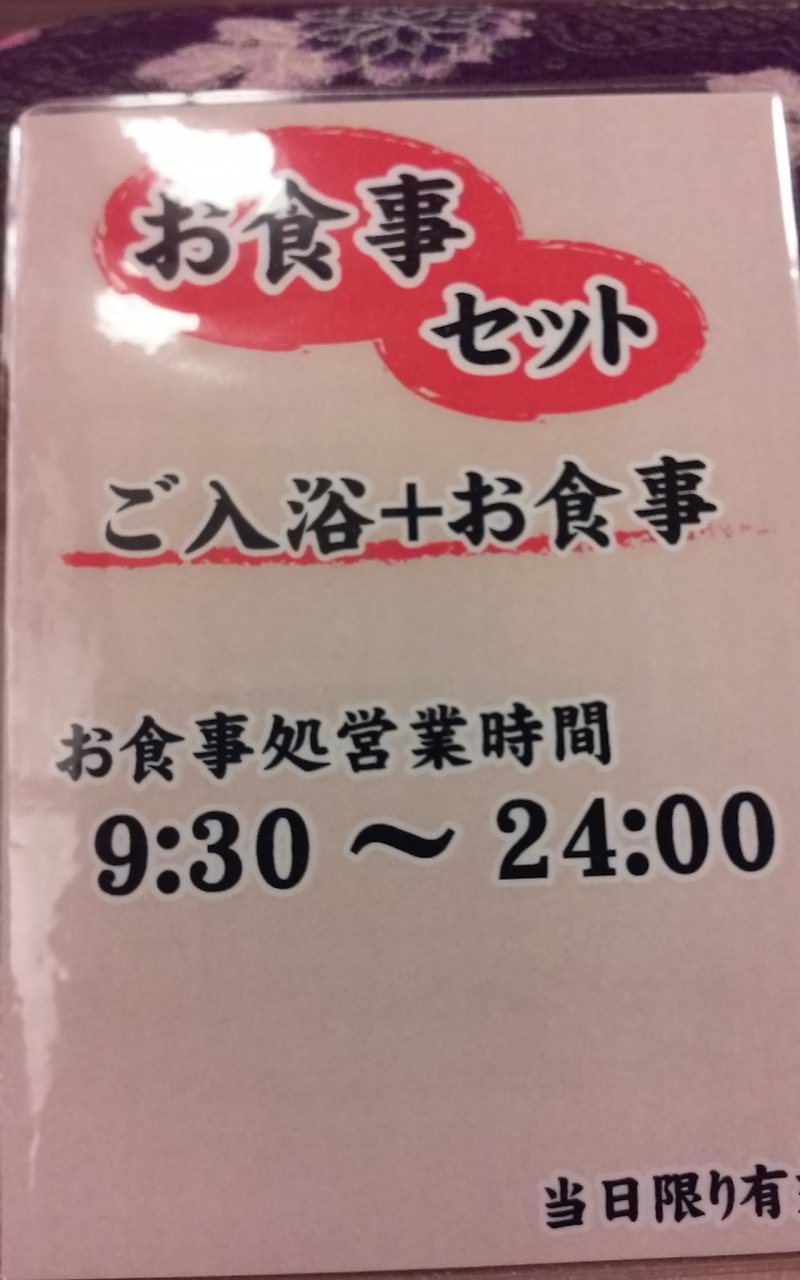 お食事
セット
ご入浴+お食事
お食事処営業時間
9:30 〜 24:00
当日限り有